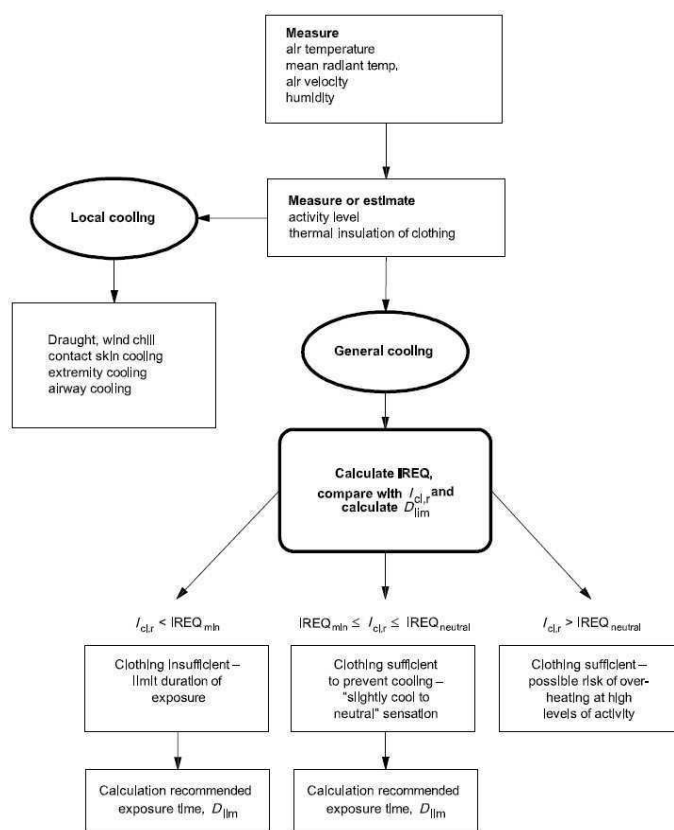 Measure
air temperature
mean radiant temp.
air velocity
humidity
Measure or estimate
activity level
thermal insulation of clothing
Local cooling
Draught, wind chill
contact skin cooling
extremity cooling
airway cooling
General cooling
Calculate IREQ,
compare with Icl,r and
calculate Dlim
Icl,r < IREQmin
IREQmin ≤ Icl,r ≤ IREQneutral
Icl,r > IREQneutral
Clothing insufficient –
limit duration of
exposure
Clothing sufficient
to prevent cooling –
"slightly cool to
neutral" sensation
Clothing sufficient –
possible risk of over-
heating at high
levels of activity
Calculation recommended
exposure time, Dlim
Calculation recommended
exposure time, Dlim